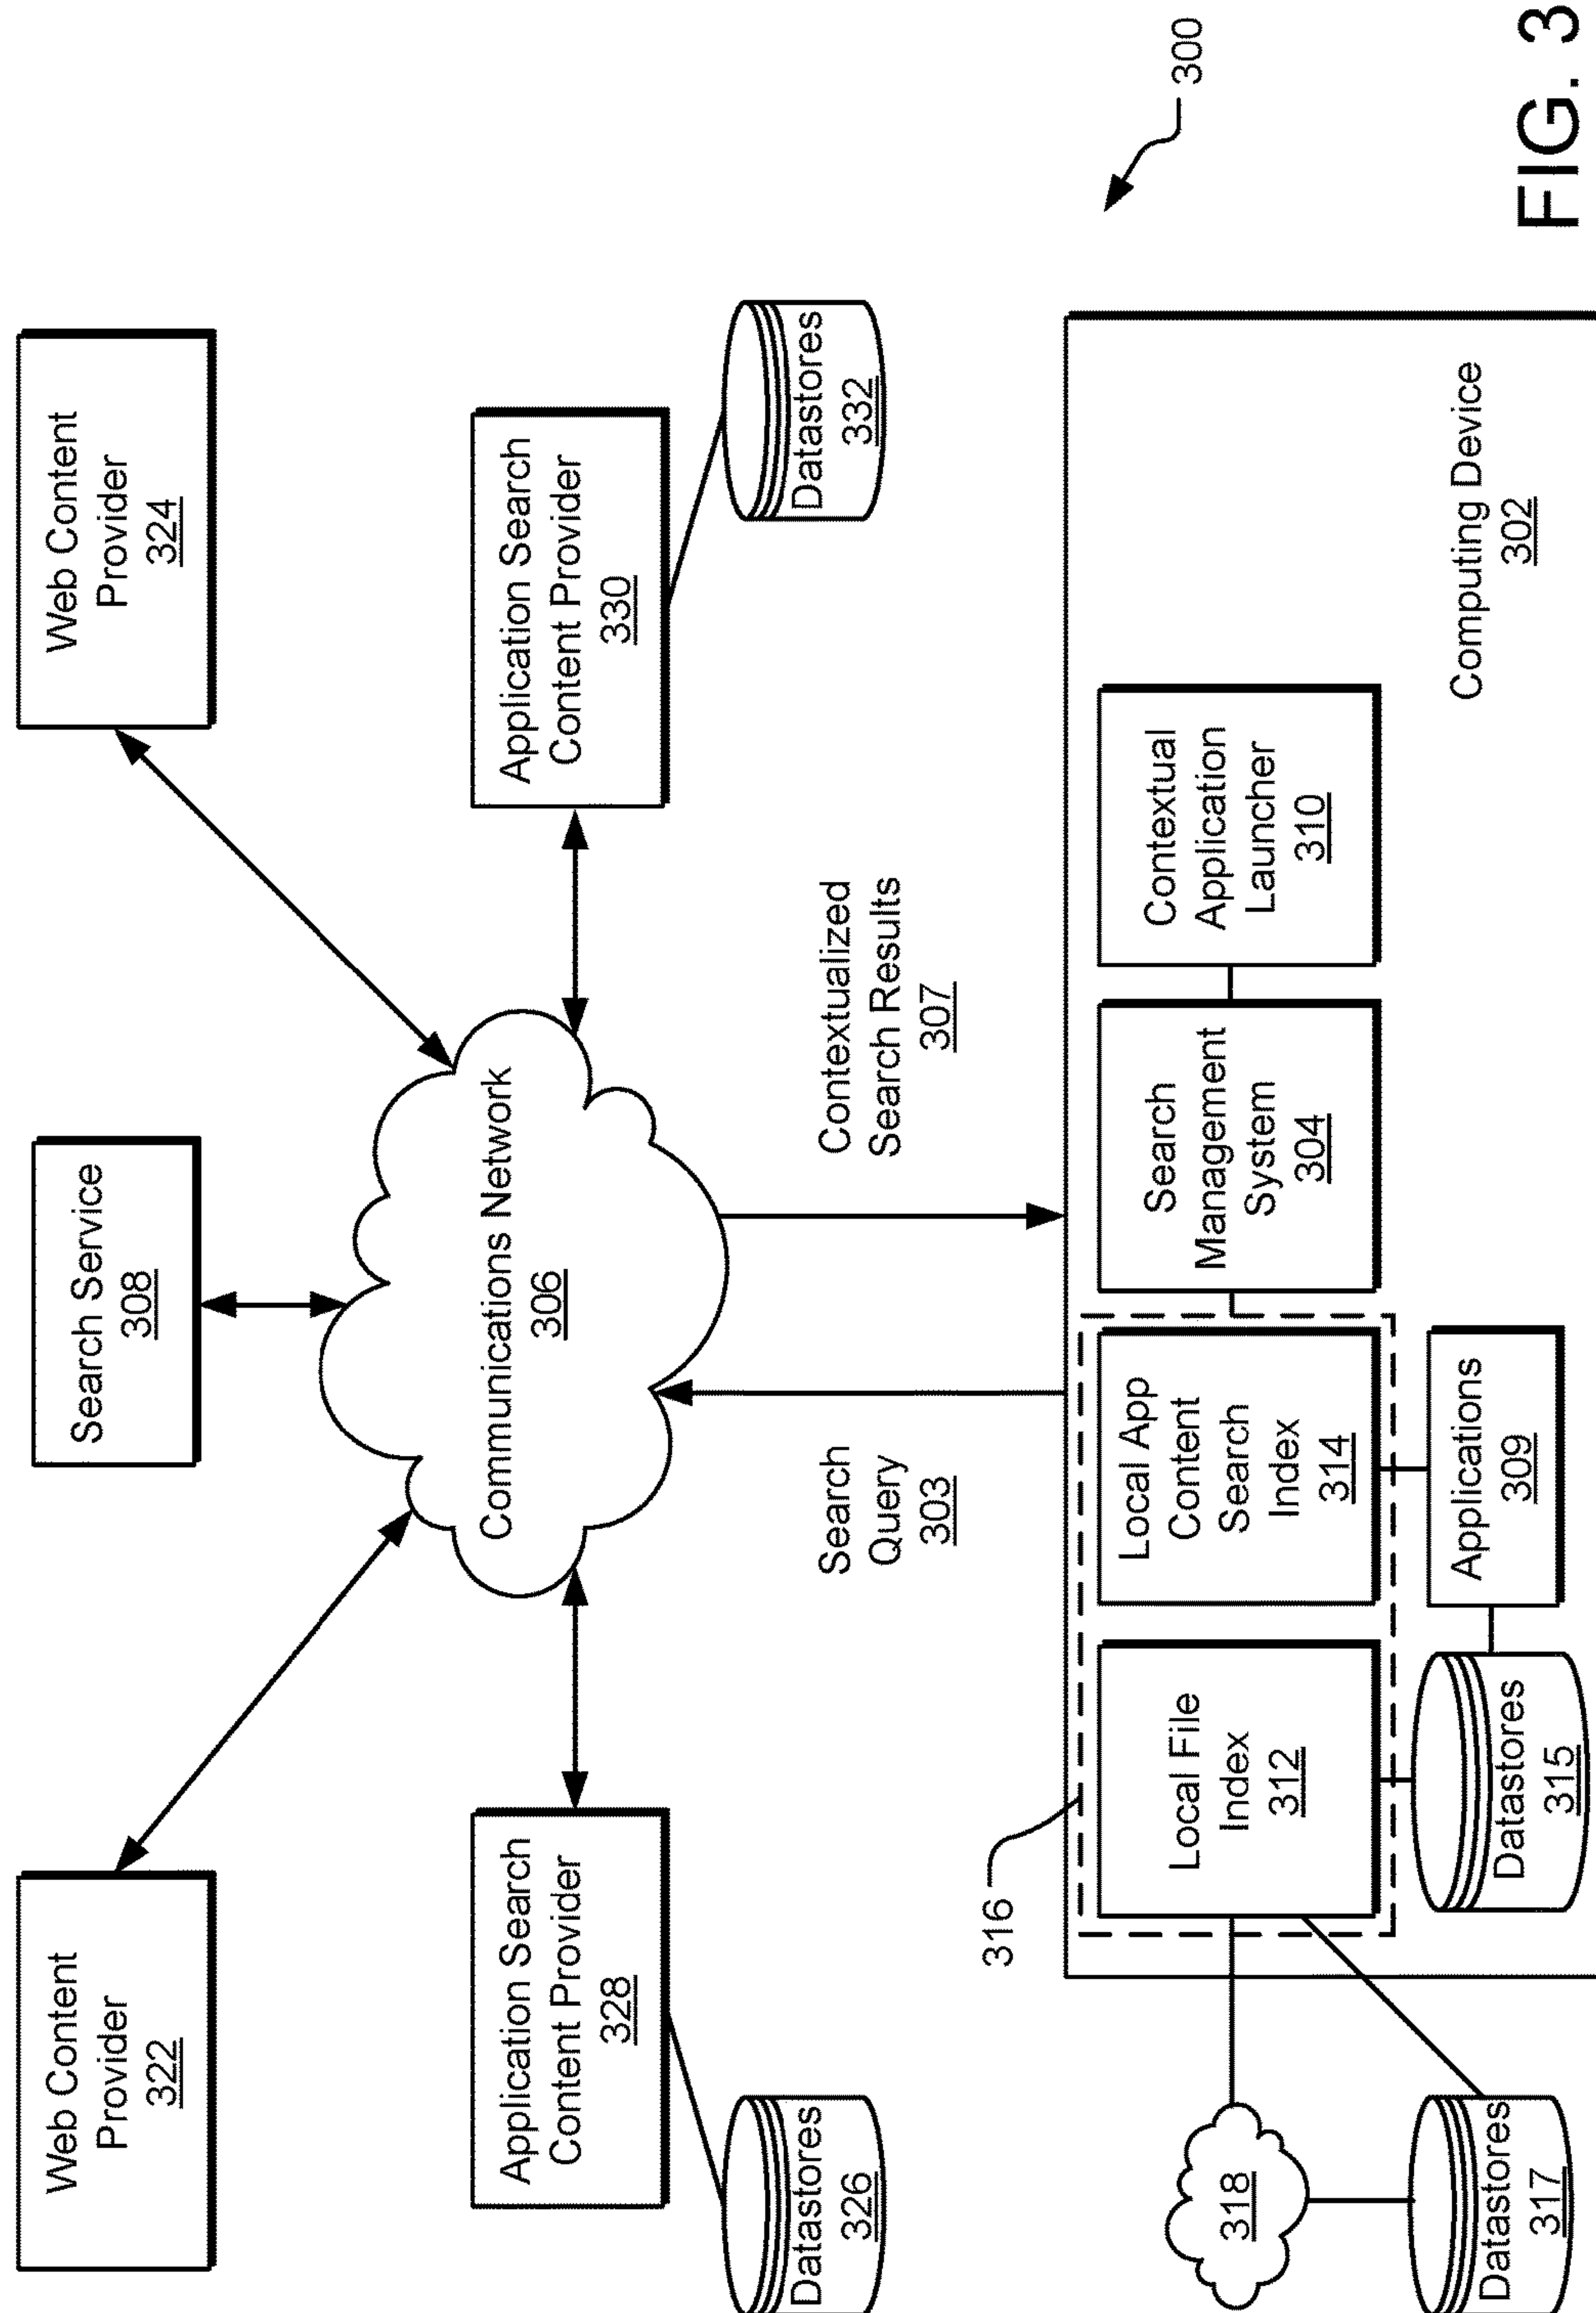 Web Content
Provider
322
Search Service
308
Web Content
Provider
324
Application Search
Content Provider
328
Communications Network
306
Application Search
Content Provider
330
Datastores
326
Datastores
332
Search
Query
303
Contextualized
Search Results
307
316
300
318
Local File
Index
312
Local App
Content
Search
Index
314
Search
Management
System
304
Contextual
Application
Launcher
310
Datastores
317
Datastores
315
Applications
309
Computing Device
302
FIG. 3